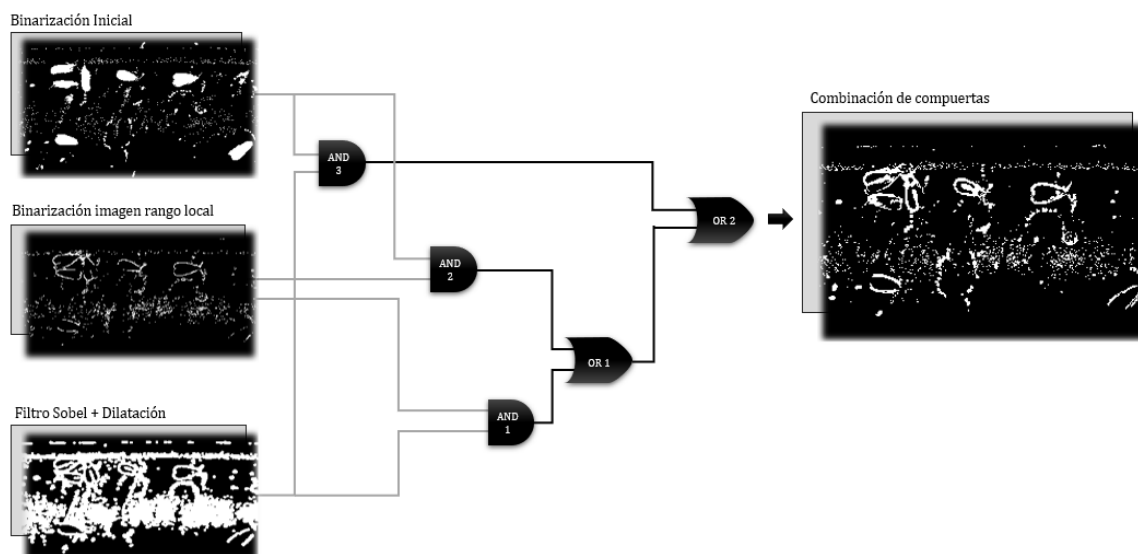 Binarización Inicial
Combinación de compuertas
AND
3
Binarización imagen rango local
OR 2
AND
2
OR 1
Filtro Sobel + Dilatación
AND
1